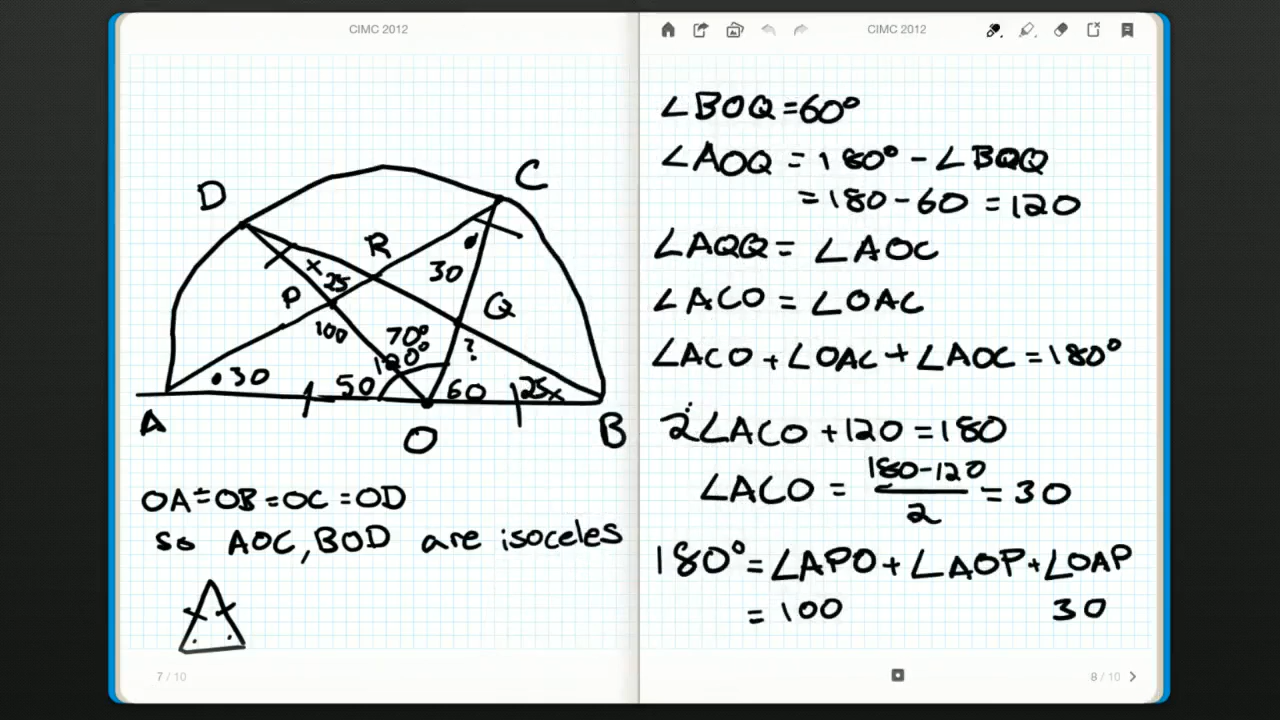 CIMC 2012
D
C
R
P
x
25
30
Q
100
70°
120°
?
30
50
60
25x
A
O
B
OA = OB = OC = OD
so AOC, BOD are isoceles
7 / 10
CIMC 2012
∠BOQ = 60°
∠AOQ = 180° - ∠BOQ
= 180 - 60 = 120
∠AOQ = ∠AOC
∠ACO = ∠OAC
∠ACO + ∠OAC + ∠AOC = 180°
2∠ACO + 120 = 180
∠ACO = (180-120)/2 = 30
180° = ∠APO + ∠AOP + ∠OAP
= 100 30
8 / 10